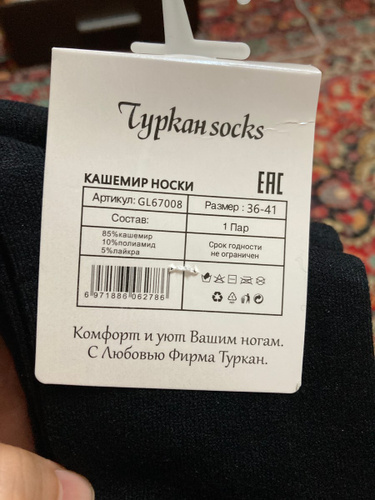 Туркан socks
КАШЕМИР НОСКИ
EAC
Артикул: GL67008
Размер : 36-41
Состав:
1 Пар
85%кашемир
10%полиамид
5%лайкра
Срок годности
не ограничен
6 971886 062786
Комфорт и уют Вашим ногам.
С Любовью Фирма Туркан.